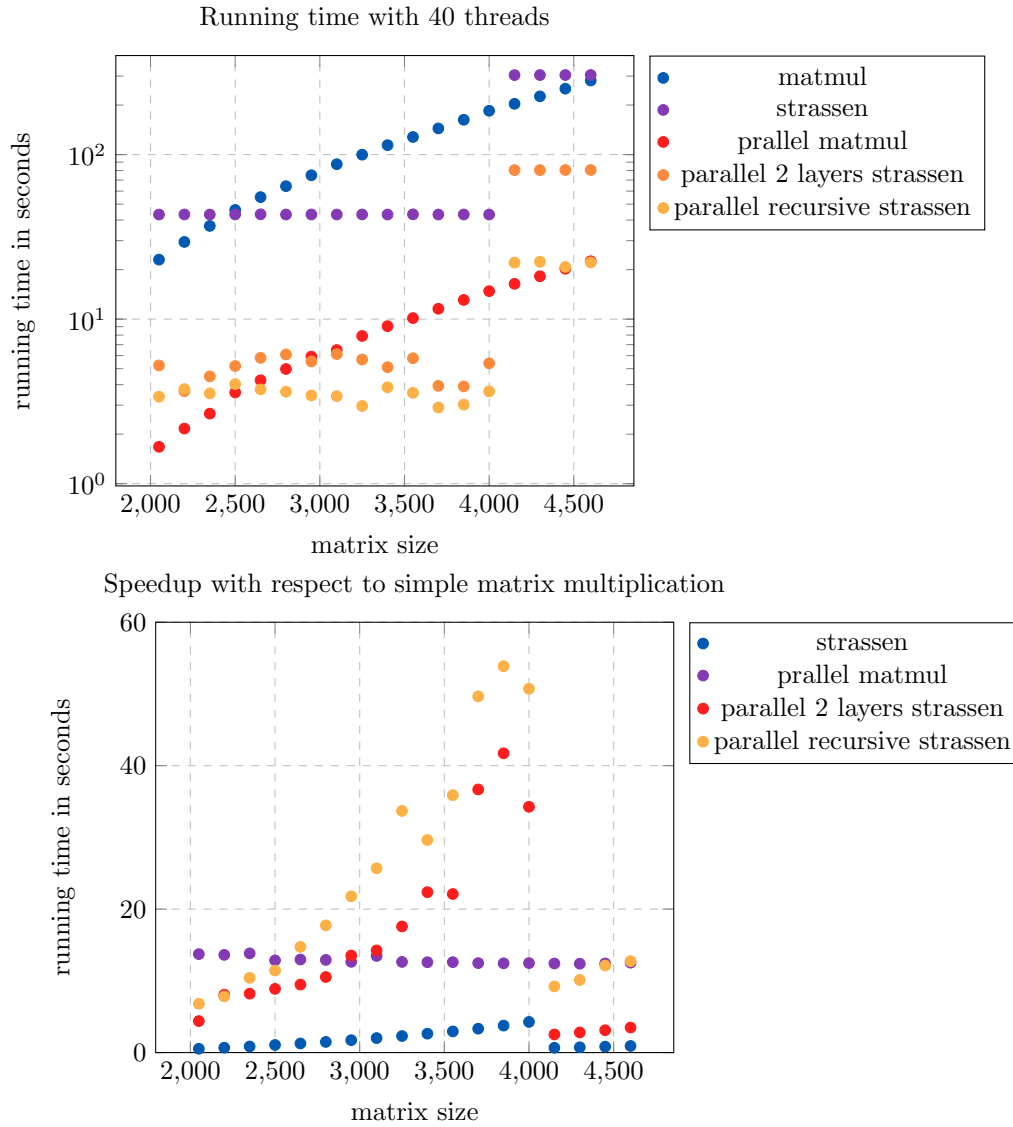 Running time with 40 threads
running time in seconds
10^2
10^1
10^0
2,000 2,500 3,000 3,500 4,000 4,500
matrix size
matmul
strassen
prallel matmul
parallel 2 layers strassen
parallel recursive strassen
Speedup with respect to simple matrix multiplication
running time in seconds
60
40
20
0
2,000 2,500 3,000 3,500 4,000 4,500
matrix size
strassen
prallel matmul
parallel 2 layers strassen
parallel recursive strassen